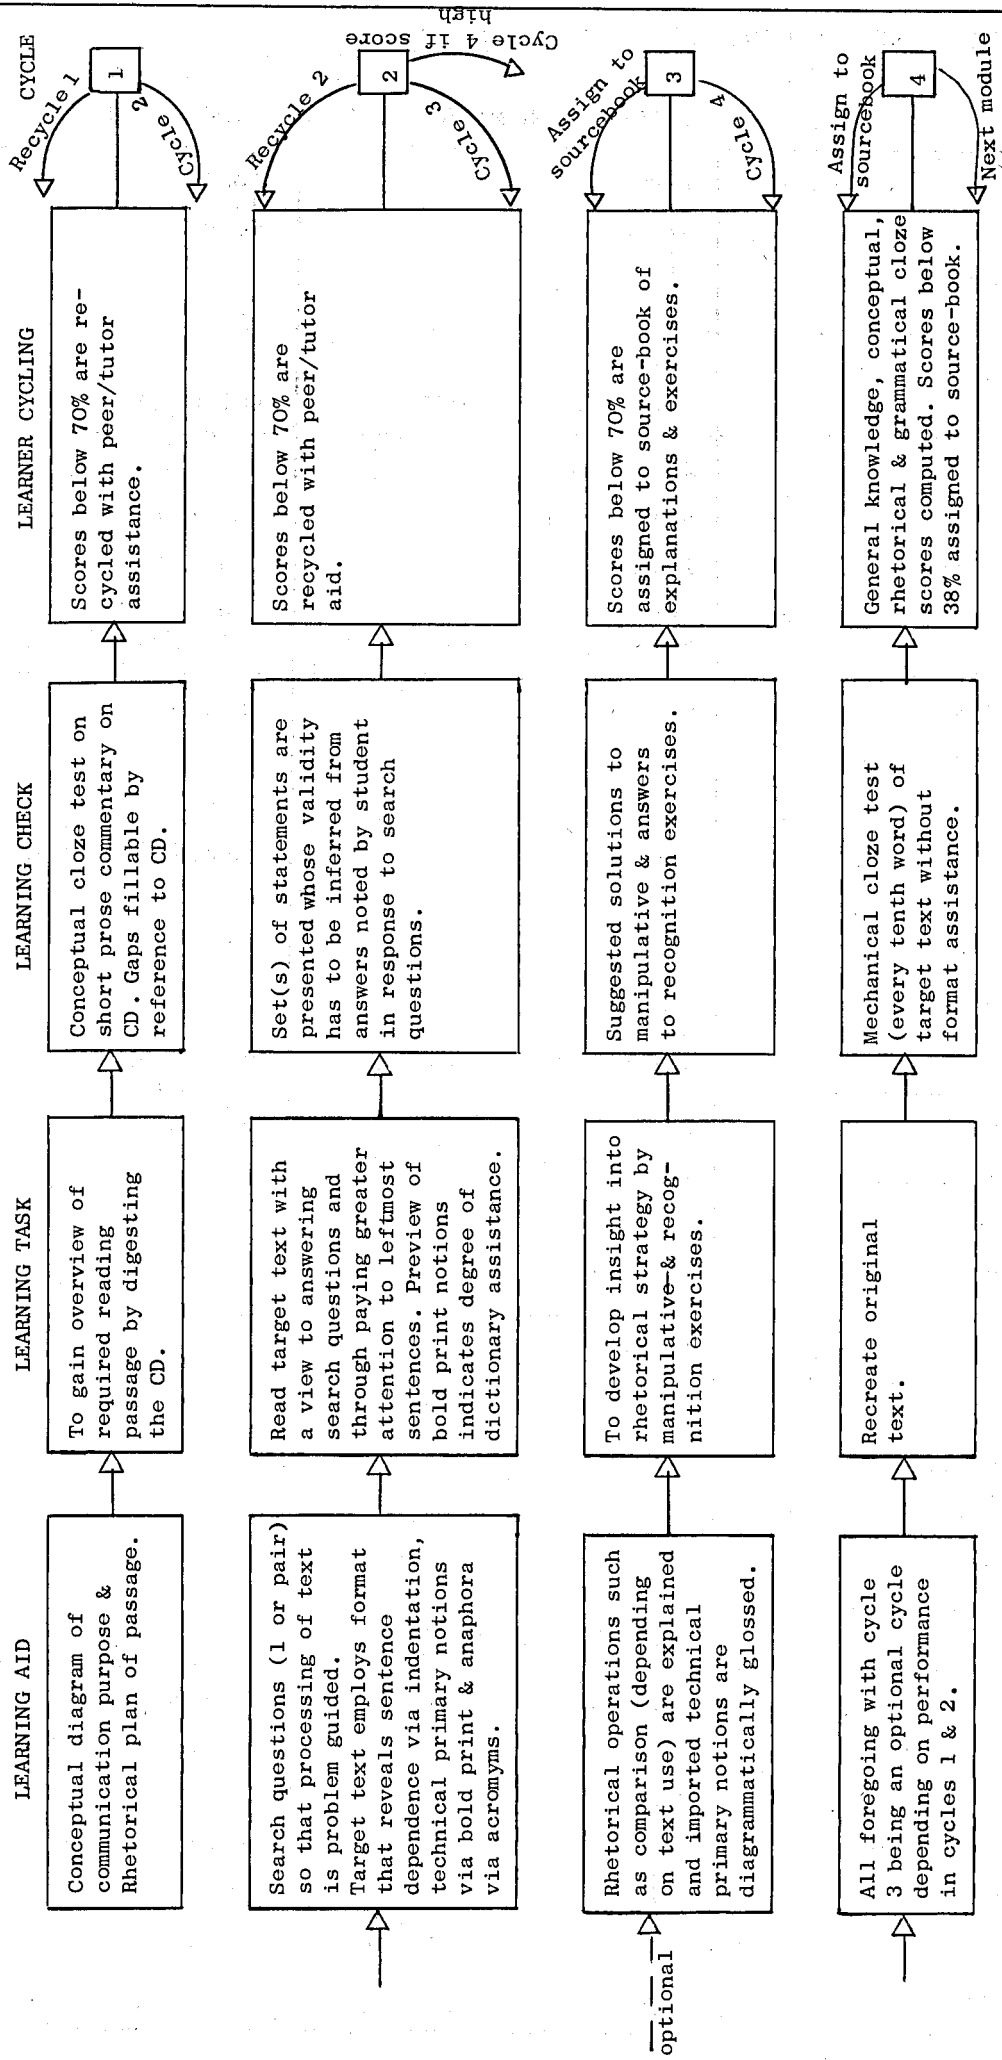 LEARNING AID
LEARNING TASK
LEARNING CHECK
LEARNER CYCLING
CYCLE
Conceptual diagram of
communication purpose &
Rhetorical plan of passage.
To gain overview of
required reading
passage by digesting
the CD.
Conceptual cloze test on
short prose commentary on
CD. Gaps fillable by
reference to CD.
Scores below 70% are re-
cycled with peer/tutor
assistance.
Recycle 1
1
Cycle 2
Search questions (1 or pair)
so that processing of text
is problem guided.
Target text employs format
that reveals sentence
dependence via indentation,
technical primary notions
via bold print & anaphora
via acromyms.
Read target text with
a view to answering
search questions and
through paying greater
attention to leftmost
sentences. Preview of
bold print notions
indicates degree of
dictionary assistance.
Set(s) of statements are
presented whose validity
has to be inferred from
answers noted by student
in response to search
questions.
Scores below 70% are
recycled with peer/tutor
aid.
Recycle 2
2
Cycle 3
Cycle 4 if score
high
optional
Rhetorical operations such
as comparison (depending
on text use) are explained
and imported technical
primary notions are
diagrammatically glossed.
To develop insight into
rhetorical strategy by
manipulative & recog-
nition exercises.
Suggested solutions to
manipulative & answers
to recognition exercises.
Scores below 70% are
assigned to source-book of
explanations & exercises.
Assign to
sourcebook
3
Cycle 4
All foregoing with cycle
3 being an optional cycle
depending on performance
in cycles 1 & 2.
Recreate original
text.
Mechanical cloze test
(every tenth word) of
target text without
format assistance.
General knowledge, conceptual,
rhetorical & grammatical cloze
scores computed. Scores below
38% assigned to source-book.
Assign to
sourcebook
4
Next module